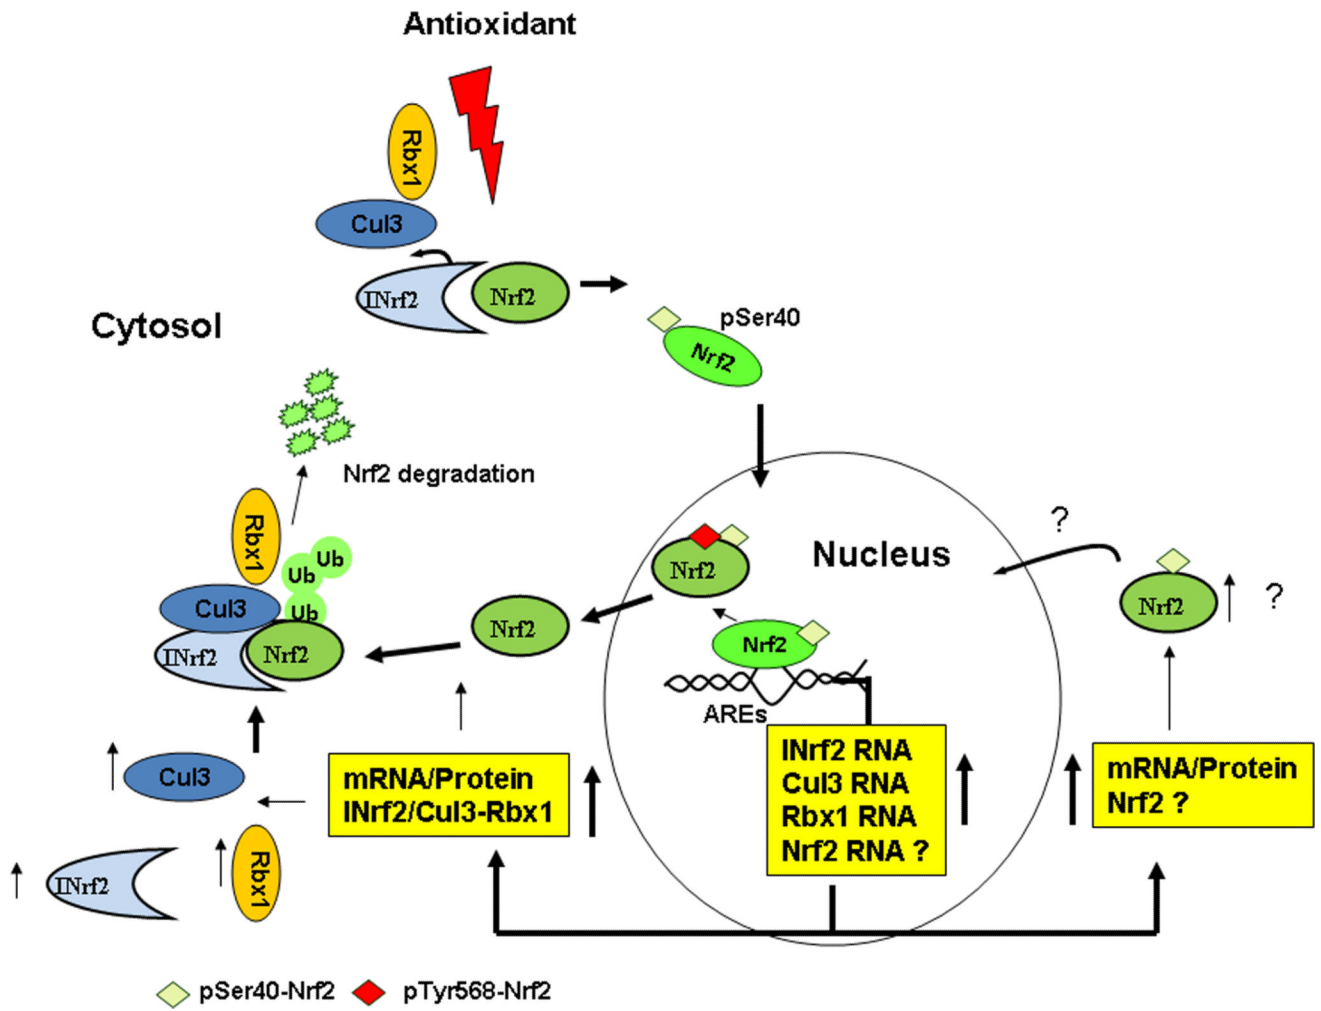 Antioxidant
Rbx1
Cul3
INrf2
Nrf2
pSer40
Nrf2
Cytosol
Nrf2 degradation
Rbx1
Ub
Ub
Ub
Cul3
INrf2
Nrf2
Nrf2
Nucleus
Nrf2
Nrf2
AREs
?
Nrf2
?
INrf2 RNA
Cul3 RNA
Rbx1 RNA
Nrf2 RNA ?
mRNA/Protein
INrf2/Cul3-Rbx1
mRNA/Protein
Nrf2 ?
Cul3
INrf2
Rbx1
pSer40-Nrf2
pTyr568-Nrf2